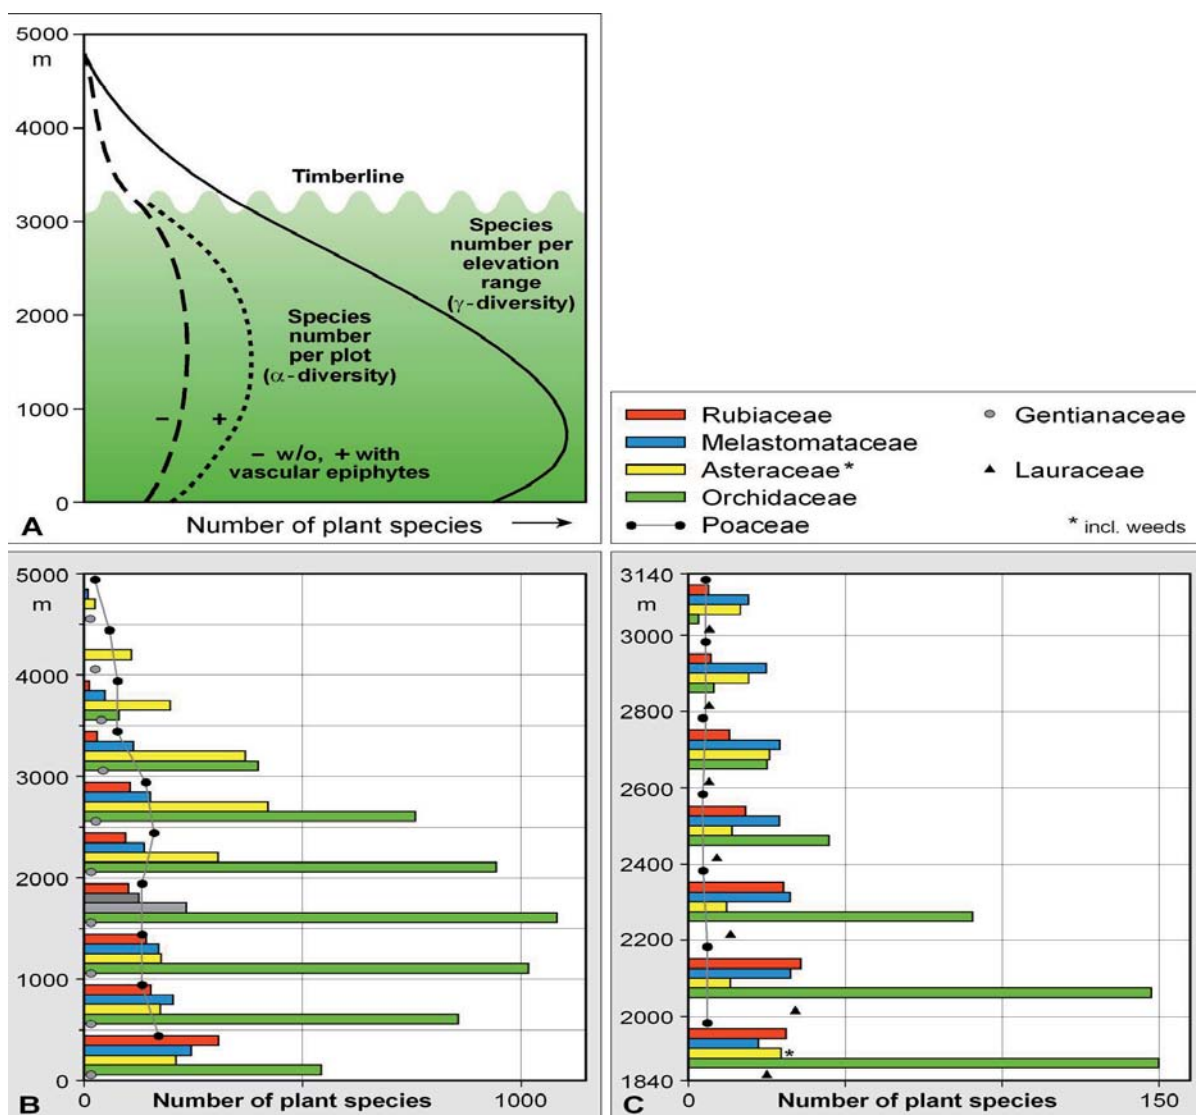 5000
m
4000
3000
2000
1000
0
Timberline
Species
number per
elevation
range
(γ-diversity)
Species
number
per plot
(α-diversity)
− +
− w/o, + with
vascular epiphytes
A
Number of plant species
Rubiaceae
Melastomataceae
Asteraceae*
Orchidaceae
Poaceae
Gentianaceae
Lauraceae
* incl. weeds
5000
m
4000
3000
2000
1000
0
B
0 Number of plant species 1000
3140
m
3000
2800
2600
2400
2200
2000
1840
*
C
0 Number of plant species 150